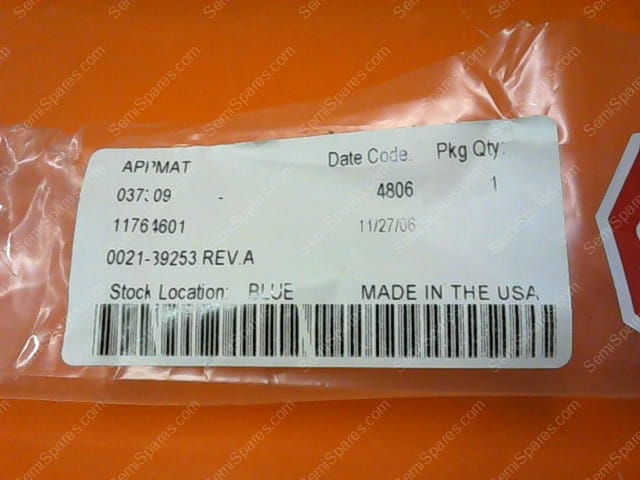 APPMAT Date Code: Pkg Qty:
037309 - 4806 1
11764601 11/27/06
0021-39253 REV.A
Stock Location: BLUE MADE IN THE USA
SemiSpares.com